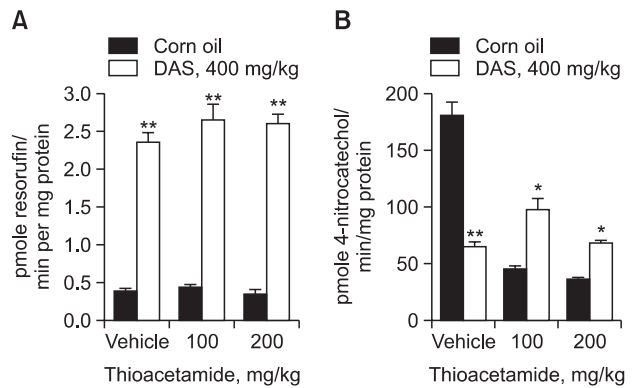 A
Corn oil
DAS, 400 mg/kg
pmole resorufin/
min per mg protein
3.0
2.5
2.0
1.5
1.0
0.5
0.0
**
**
**
Vehicle 100 200
Thioacetamide, mg/kg
B
Corn oil
DAS, 400 mg/kg
pmole 4-nitrocatechol/
min/mg protein
200
150
100
50
0
**
*
*
Vehicle 100 200
Thioacetamide, mg/kg